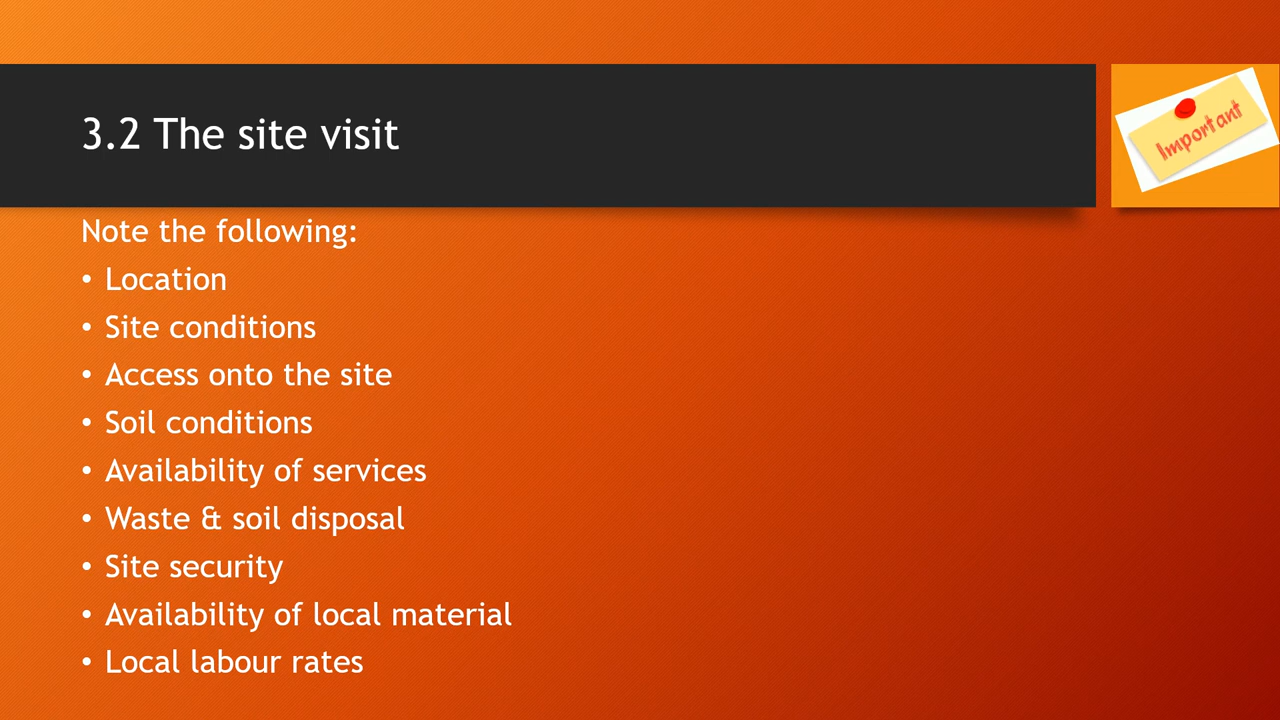 3.2 The site visit
Important
Note the following:
• Location
• Site conditions
• Access onto the site
• Soil conditions
• Availability of services
• Waste & soil disposal
• Site security
• Availability of local material
• Local labour rates